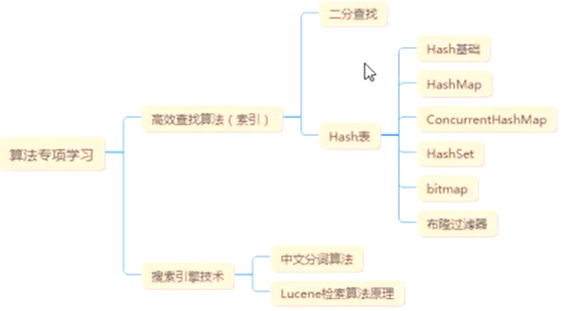 算法专项学习
高效查找算法（索引）
二分查找
Hash表
Hash基础
HashMap
ConcurrentHashMap
HashSet
bitmap
布隆过滤器
搜索引擎技术
中文分词算法
Lucene检索算法原理